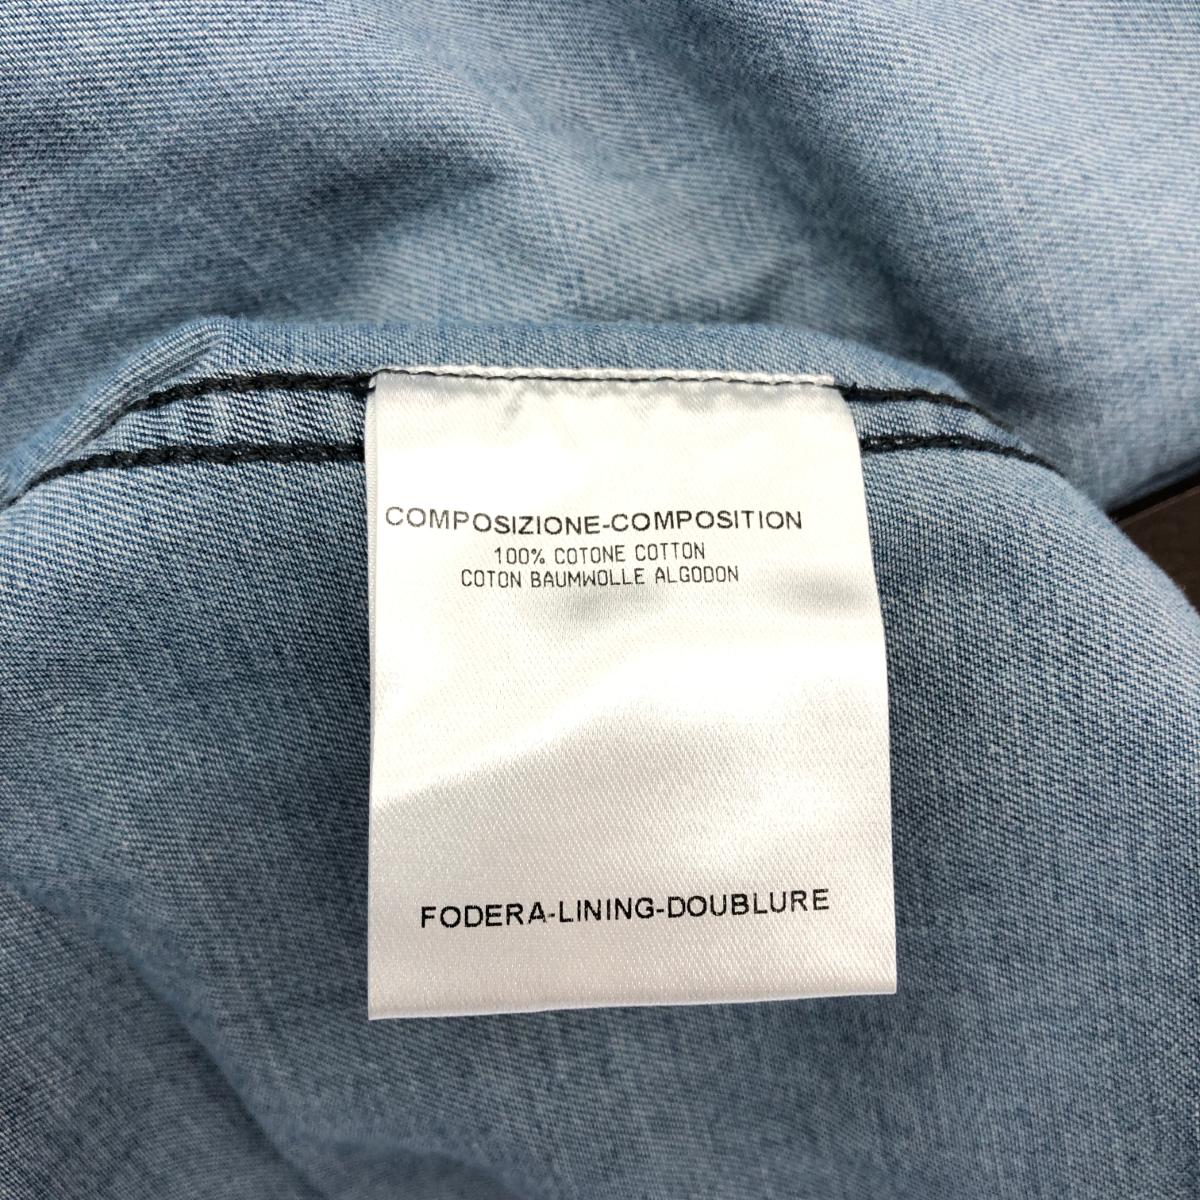 COMPOSIZIONE-COMPOSITION
100% COTONE COTTON
COTON BAUMWOLLE ALGODON
FODERA-LINING-DOUBLURE